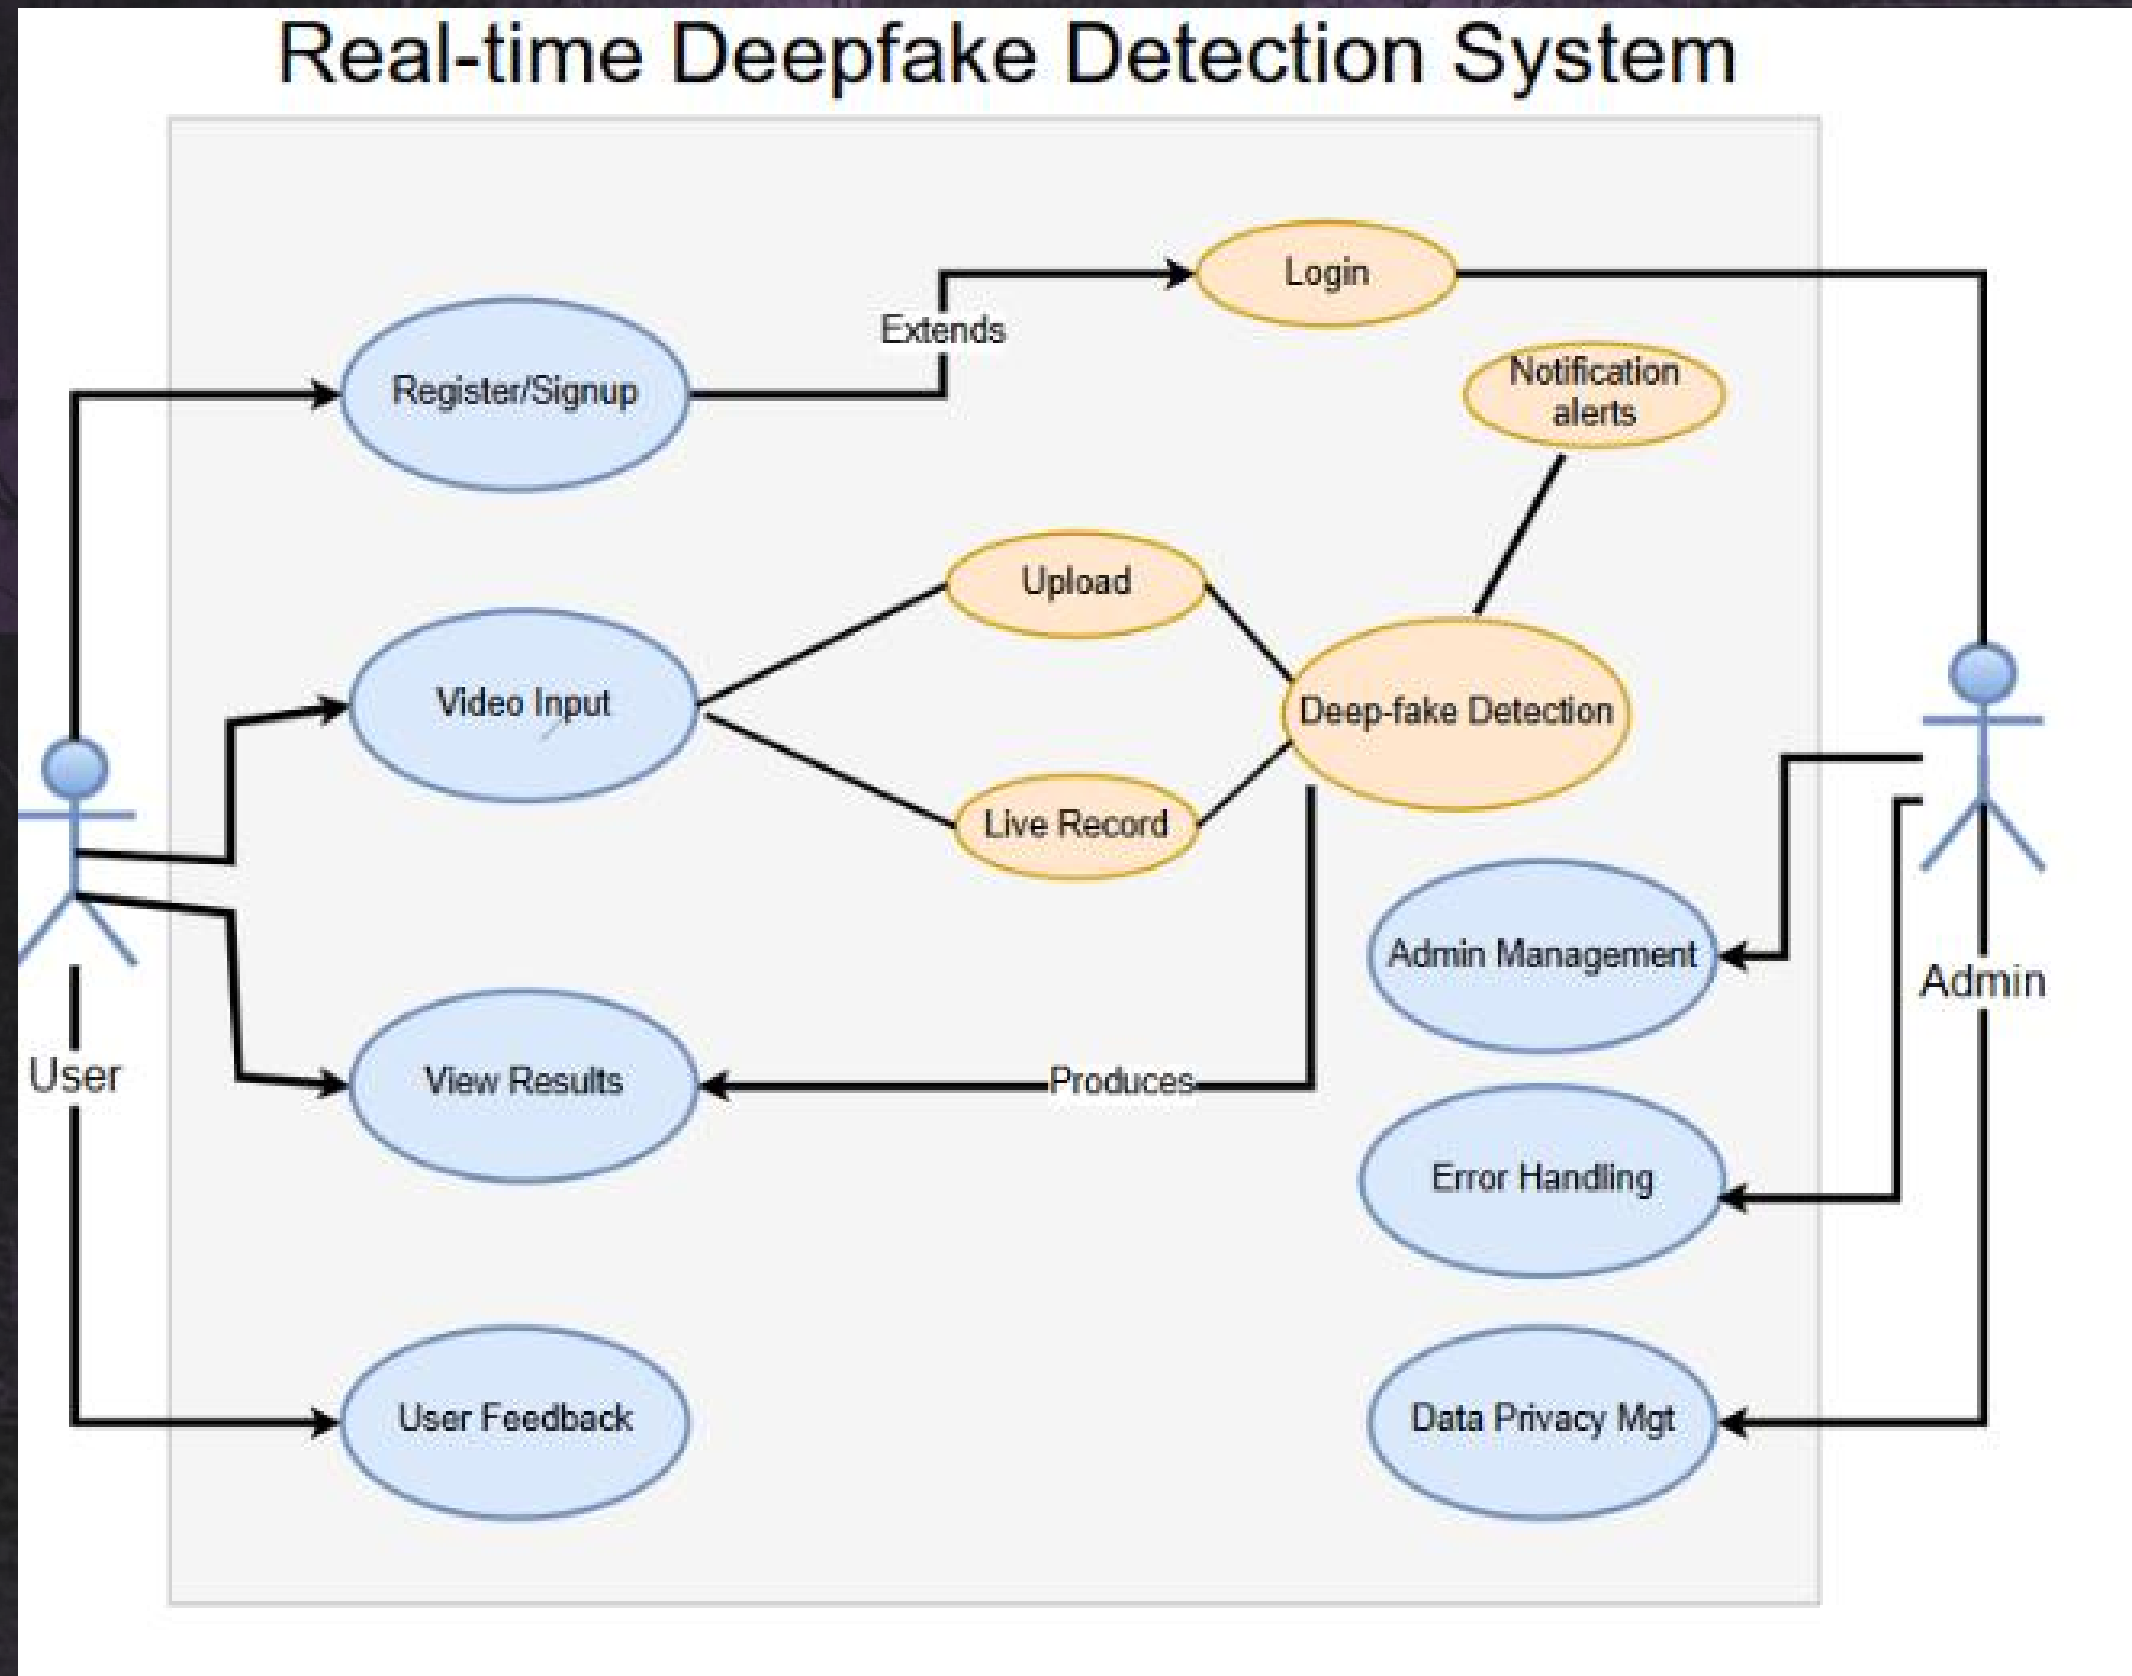 Real-time Deepfake Detection System
Login
Extends
Notification
alerts
Register/Signup
Upload
Video Input
Deep-fake Detection
Live Record
Admin Management
Admin
User
View Results
Produces
Error Handling
User Feedback
Data Privacy Mgt